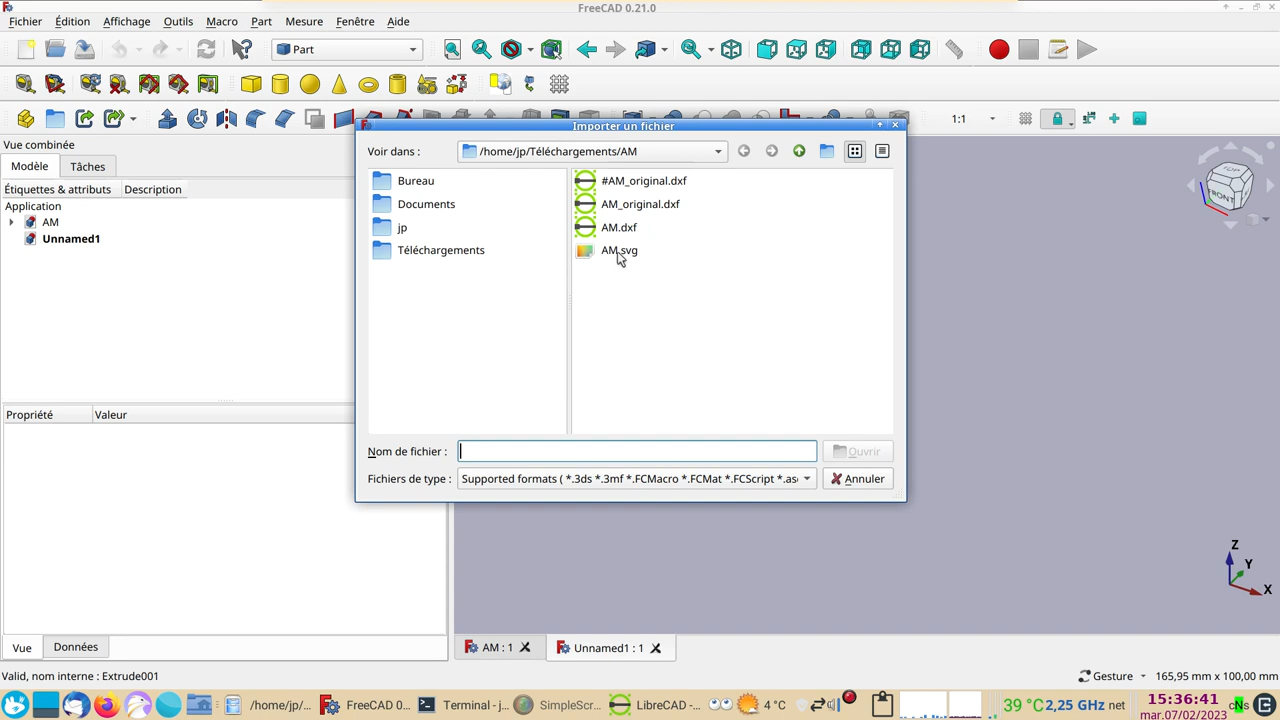 FreeCAD 0.21.0
Fichier Édition Affichage Outils Macro Part Mesure Fenêtre Aide
Part
1:1
Vue combinée
Modèle Tâches
Étiquettes & attributs Description
Application
AM
Unnamed1
Propriété Valeur
Vue Données
Importer un fichier
Voir dans : /home/jp/Téléchargements/AM
Bureau
Documents
jp
Téléchargements
#AM_original.dxf
AM_original.dxf
AM.dxf
AM.svg
Nom de fichier : Ouvrir
Fichiers de type : Supported formats ( *.3ds *.3mf *.FCMacro *.FCMat *.FCScript *.as Annuler
FRONT
Z
Y
X
AM : 1 Unnamed1 : 1
Valid, nom interne : Extrude001 Gesture 165,95 mm x 100,00 mm
/home/jp/... FreeCAD 0... Terminal - j... SimpleScr... LibreCAD -... 4 °C 39 °C 2,25 GHz net 15:36:41 cNs
mar.07/02/2023